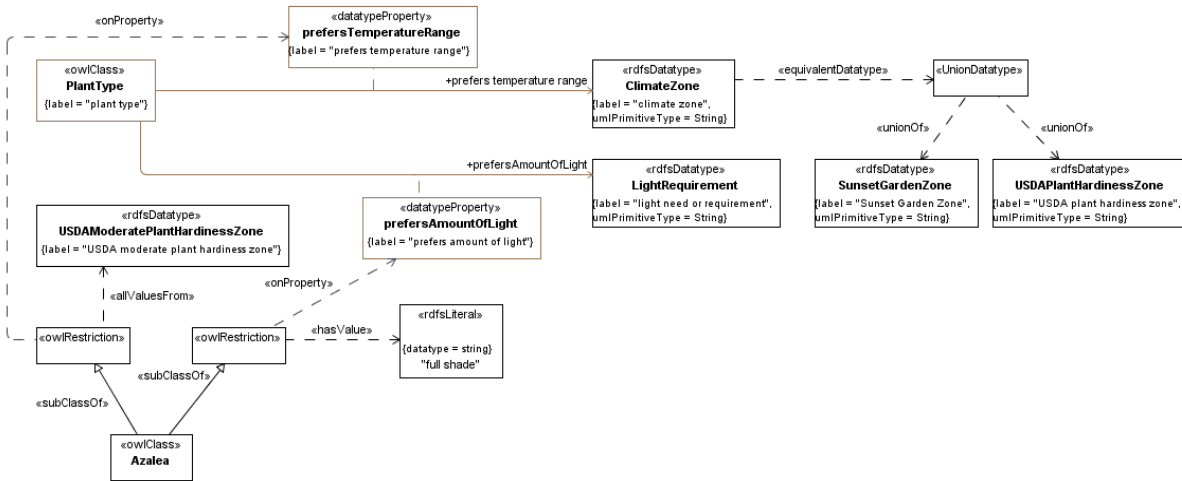 «onProperty»
«datatypeProperty»
prefersTemperatureRange
{label = "prefers temperature range"}
«owlClass»
PlantType
{label = "plant type"}
+prefers temperature range
«rdfsDatatype»
ClimateZone
{label = "climate zone",
umlPrimitiveType = String}
«equivalentDatatype»
«UnionDatatype»
«unionOf»
«unionOf»
+prefersAmountOfLight
«rdfsDatatype»
LightRequirement
{label = "light need or requirement",
umlPrimitiveType = String}
«rdfsDatatype»
SunsetGardenZone
{label = "Sunset Garden Zone",
umlPrimitiveType = String}
«rdfsDatatype»
USDAPlantHardinessZone
{label = "USDA plant hardiness zone",
umlPrimitiveType = String}
«rdfsDatatype»
USDAModeratePlantHardinessZone
{label = "USDA moderate plant hardiness zone"}
«datatypeProperty»
prefersAmountOfLight
{label = "prefers amount of light"}
«allValuesFrom»
«onProperty»
«owlRestriction»
«owlRestriction»
«hasValue»
«rdfsLiteral»
{datatype = string}
"full shade"
«subClassOf»
«subClassOf»
«owlClass»
Azalea